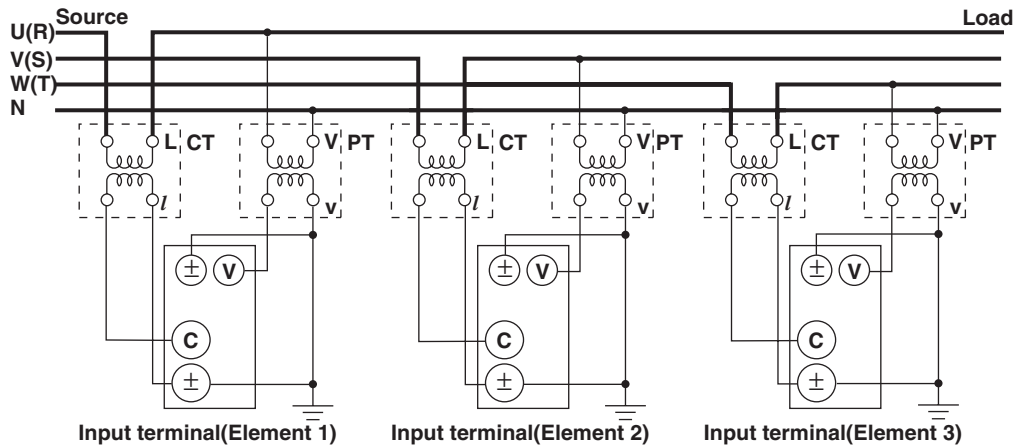 Source Load
U(R)
V(S)
W(T)
N
L CT V PT L CT V PT L CT V PT
l v l v l v
± V ± V ± V
C C C
± ± ±
Input terminal(Element 1) Input terminal(Element 2) Input terminal(Element 3)